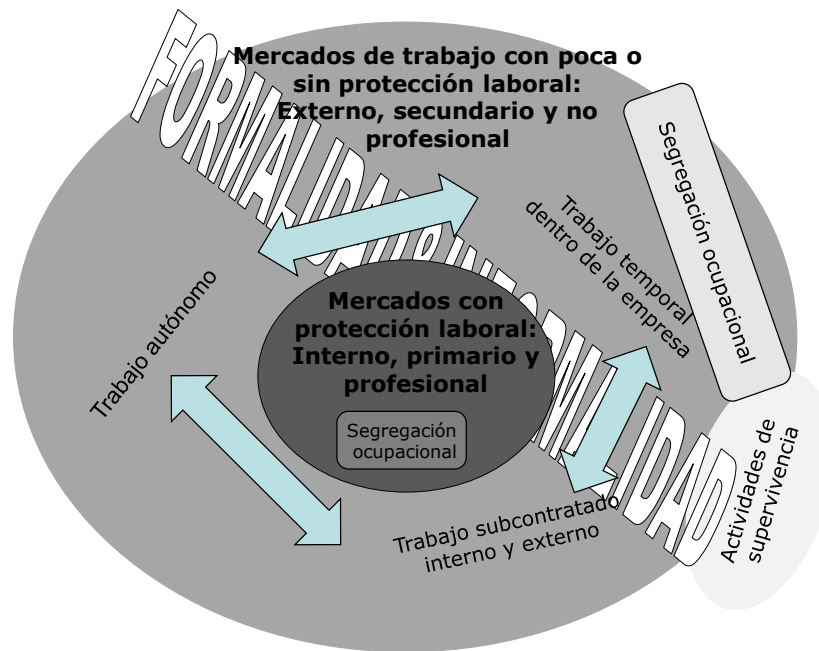 Mercados de trabajo con poca o
sin protección laboral:
Externo, secundario y no
profesional
FORMALIDAD
INFORMALIDAD
Segregación ocupacional
Trabajo temporal
dentro de la empresa
Trabajo autónomo
Mercados con
protección laboral:
Interno, primario y
profesional
Segregación
ocupacional
Trabajo subcontratado
interno y externo
Actividades de
supervivencia